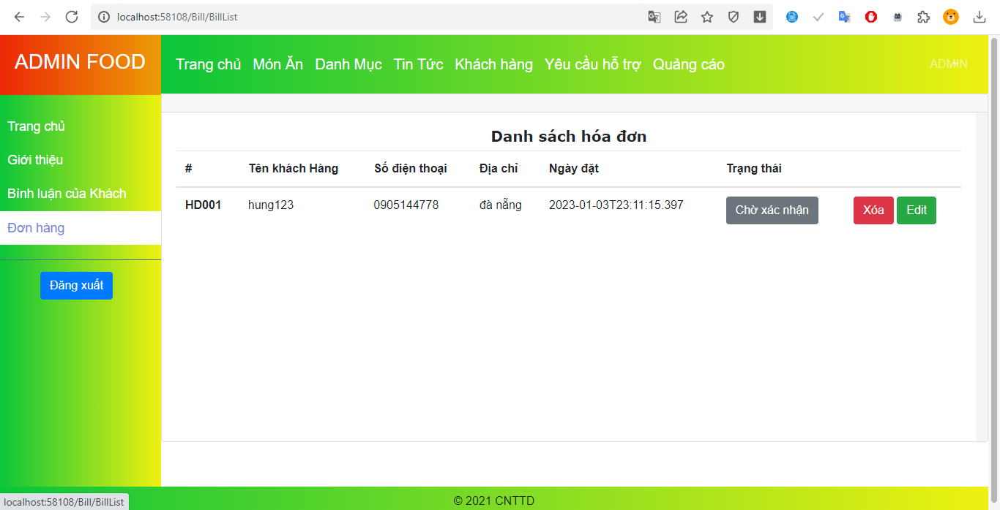 localhost:58108/Bill/BillList
ADMIN FOOD
Trang chủ Món Ăn Danh Mục Tin Tức Khách hàng Yêu cầu hỗ trợ Quảng cáo ADMIN
Trang chủ
Giới thiệu
Bình luận của Khách
Đơn hàng
Đăng xuất
Danh sách hóa đơn
# Tên khách Hàng Số điện thoại Địa chỉ Ngày đặt Trạng thái
HD001 hung123 0905144778 đà nẵng 2023-01-03T23:11:15.397 Chờ xác nhận Xóa Edit
localhost:58108/Bill/BillList
© 2021 CNTTD